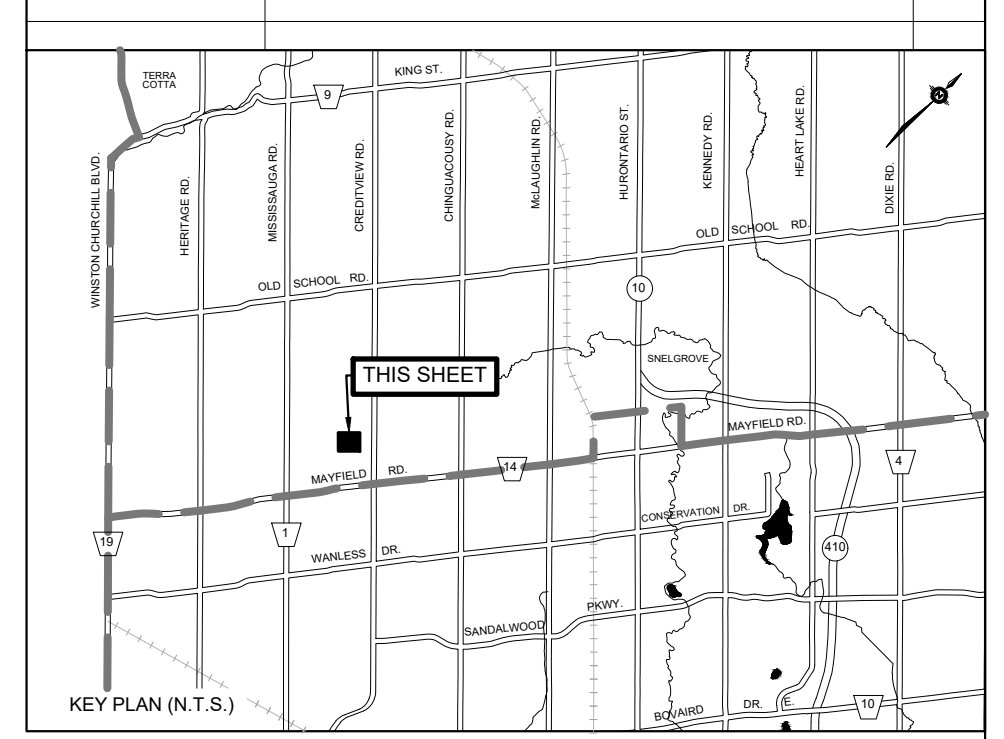 TERRA
COTTA
KING ST.
9
N
WINSTON CHURCHILL BLVD.
HERITAGE RD.
MISSISSAUGA RD.
CREDITVIEW RD.
CHINGUACOUSY RD.
McLAUGHLIN RD.
HURONTARIO ST.
KENNEDY RD.
HEART LAKE RD.
DIXIE RD.
OLD SCHOOL RD.
OLD SCHOOL RD.
10
SNELGROVE
THIS SHEET
MAYFIELD RD.
MAYFIELD RD.
14
4
19
1
CONSERVATION DR.
WANLESS DR.
410
SANDALWOOD PKWY.
KEY PLAN (N.T.S.)
BOVAIRD DR. E.
10